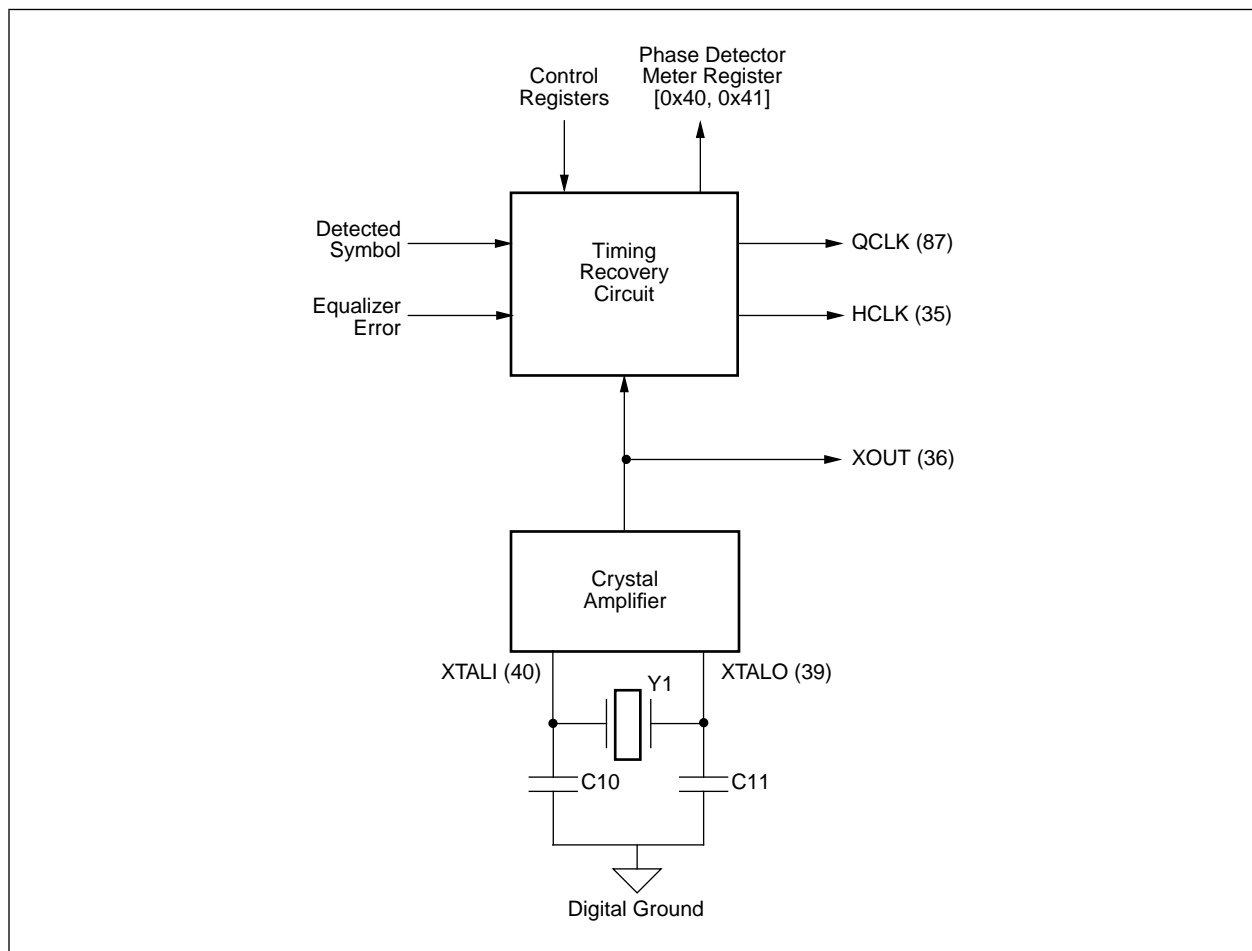 Phase Detector
Meter Register
[0x40, 0x41]
Control
Registers
Detected
Symbol
Timing
Recovery
Circuit
QCLK (87)
Equalizer
Error
HCLK (35)
XOUT (36)
Crystal
Amplifier
XTALI (40)
XTALO (39)
Y1
C10
C11
Digital Ground